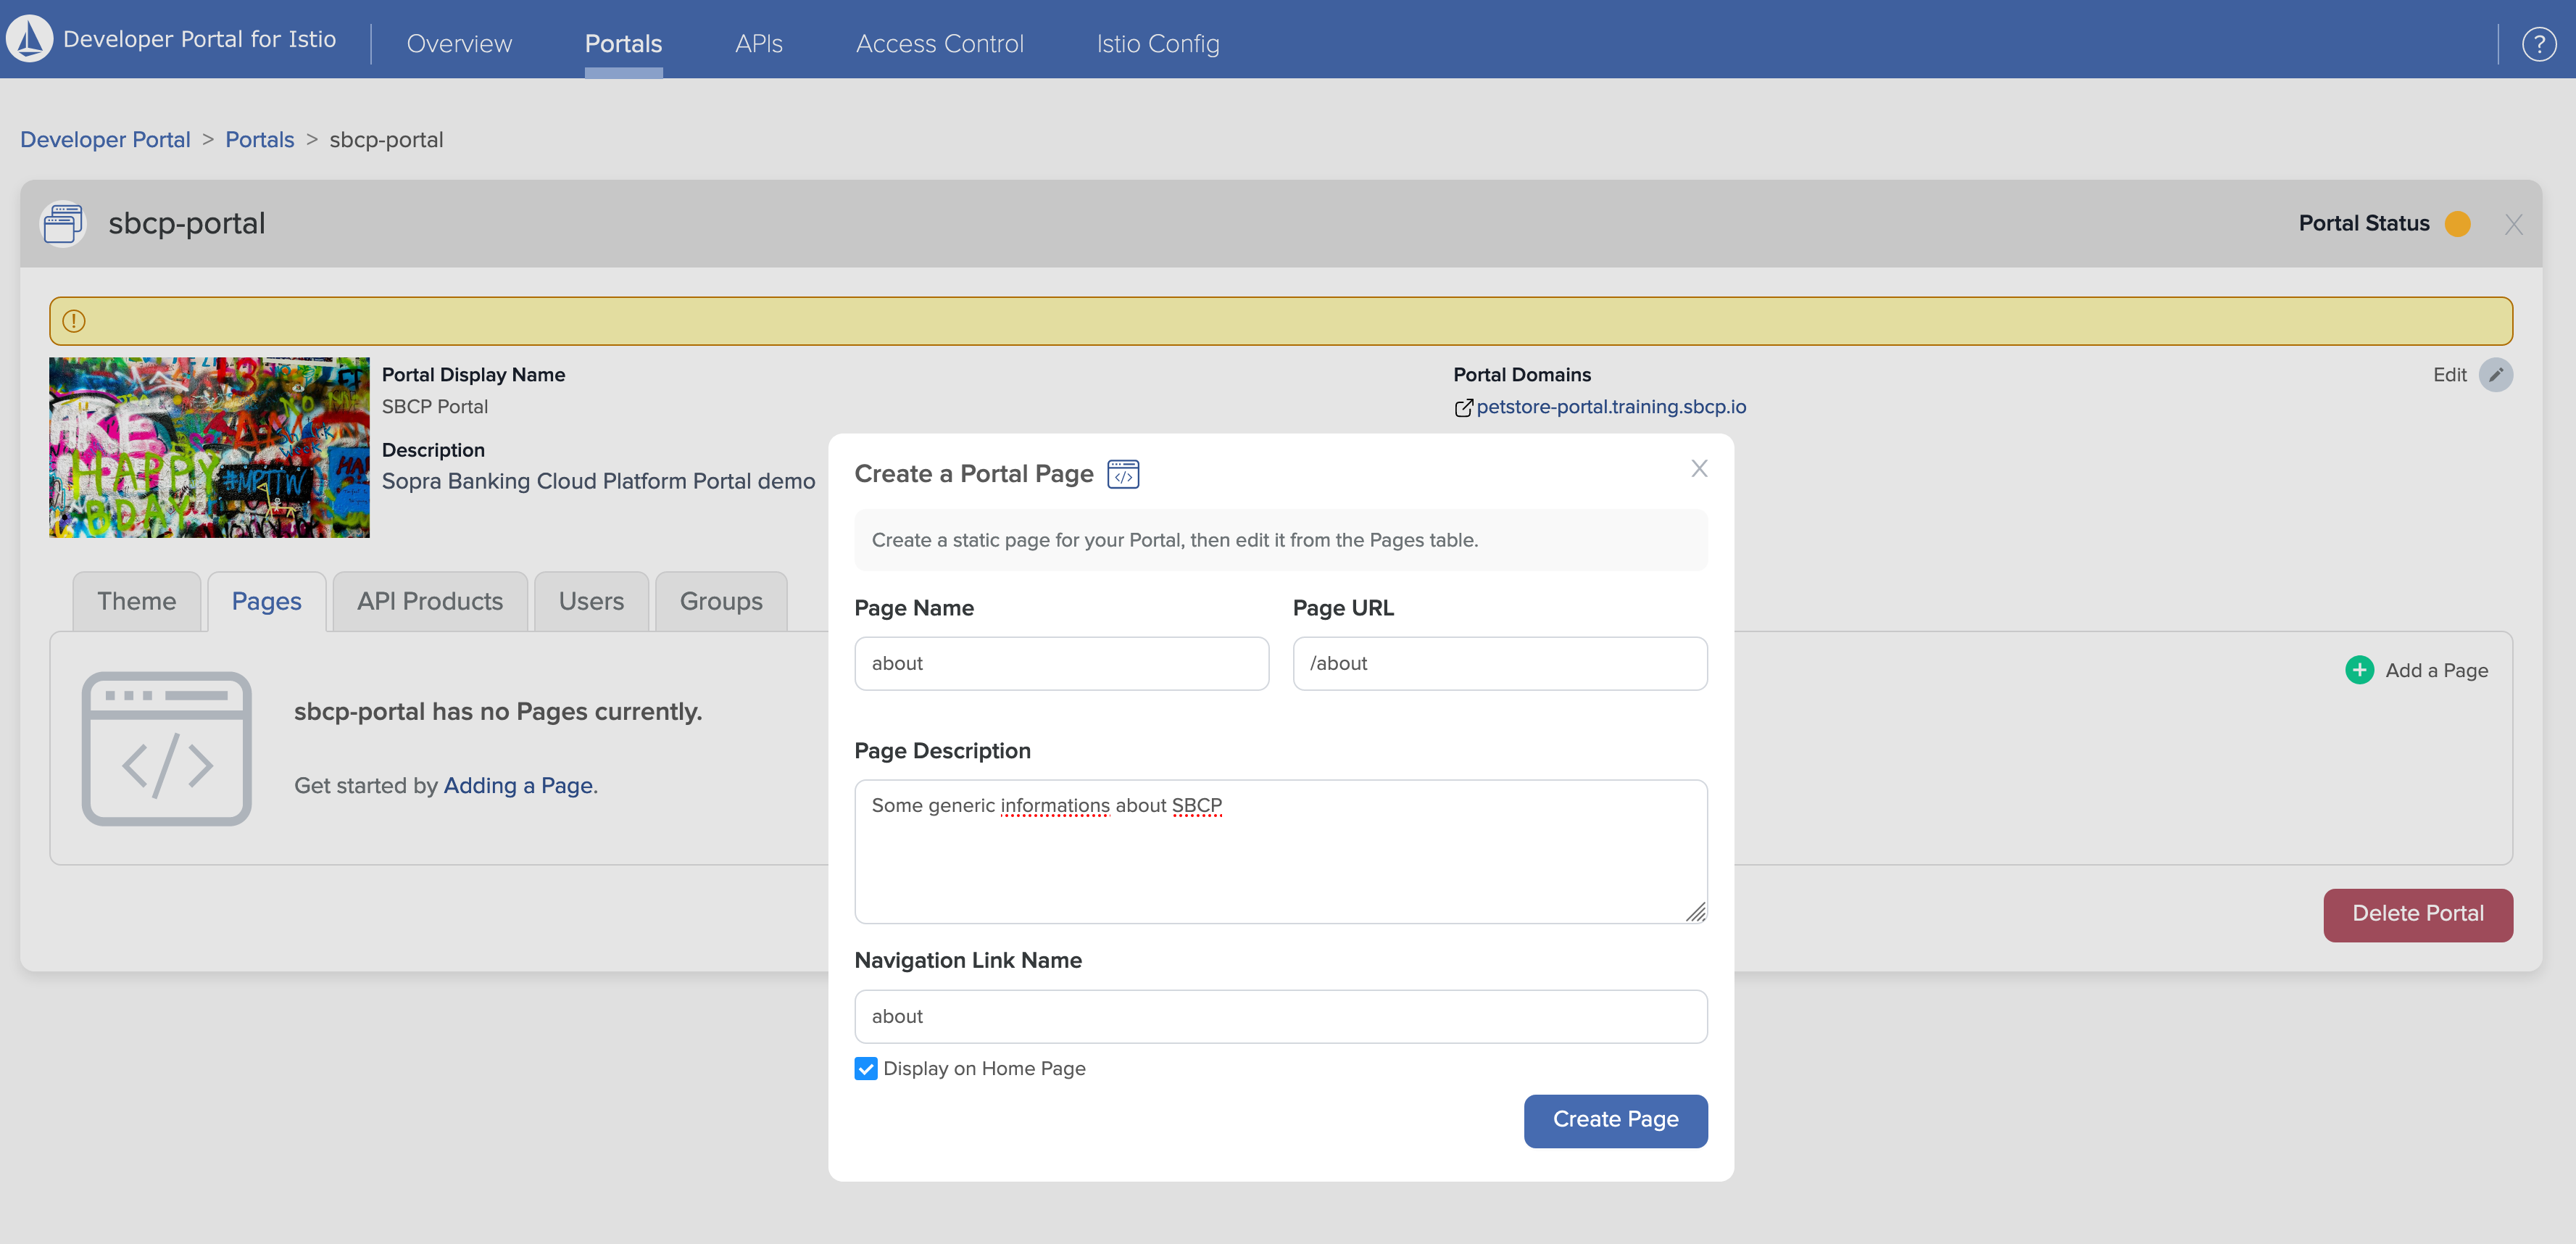 Developer Portal for Istio
Overview
Portals
APIs
Access Control
Istio Config
?
Developer Portal > Portals > sbcp-portal
sbcp-portal
Portal Status
X
Portal Display Name
SBCP Portal
Description
Sopra Banking Cloud Platform Portal demo
Portal Domains
petstore-portal.training.sbcp.io
Edit
HAPPY
BDAY
#MPTTW
Theme
Pages
API Products
Users
Groups
Add a Page
sbcp-portal has no Pages currently.
Get started by Adding a Page.
Delete Portal
Create a Portal Page
X
Create a static page for your Portal, then edit it from the Pages table.
Page Name
Page URL
about
/about
Page Description
Some generic informations about SBCP
Navigation Link Name
about
Display on Home Page
Create Page